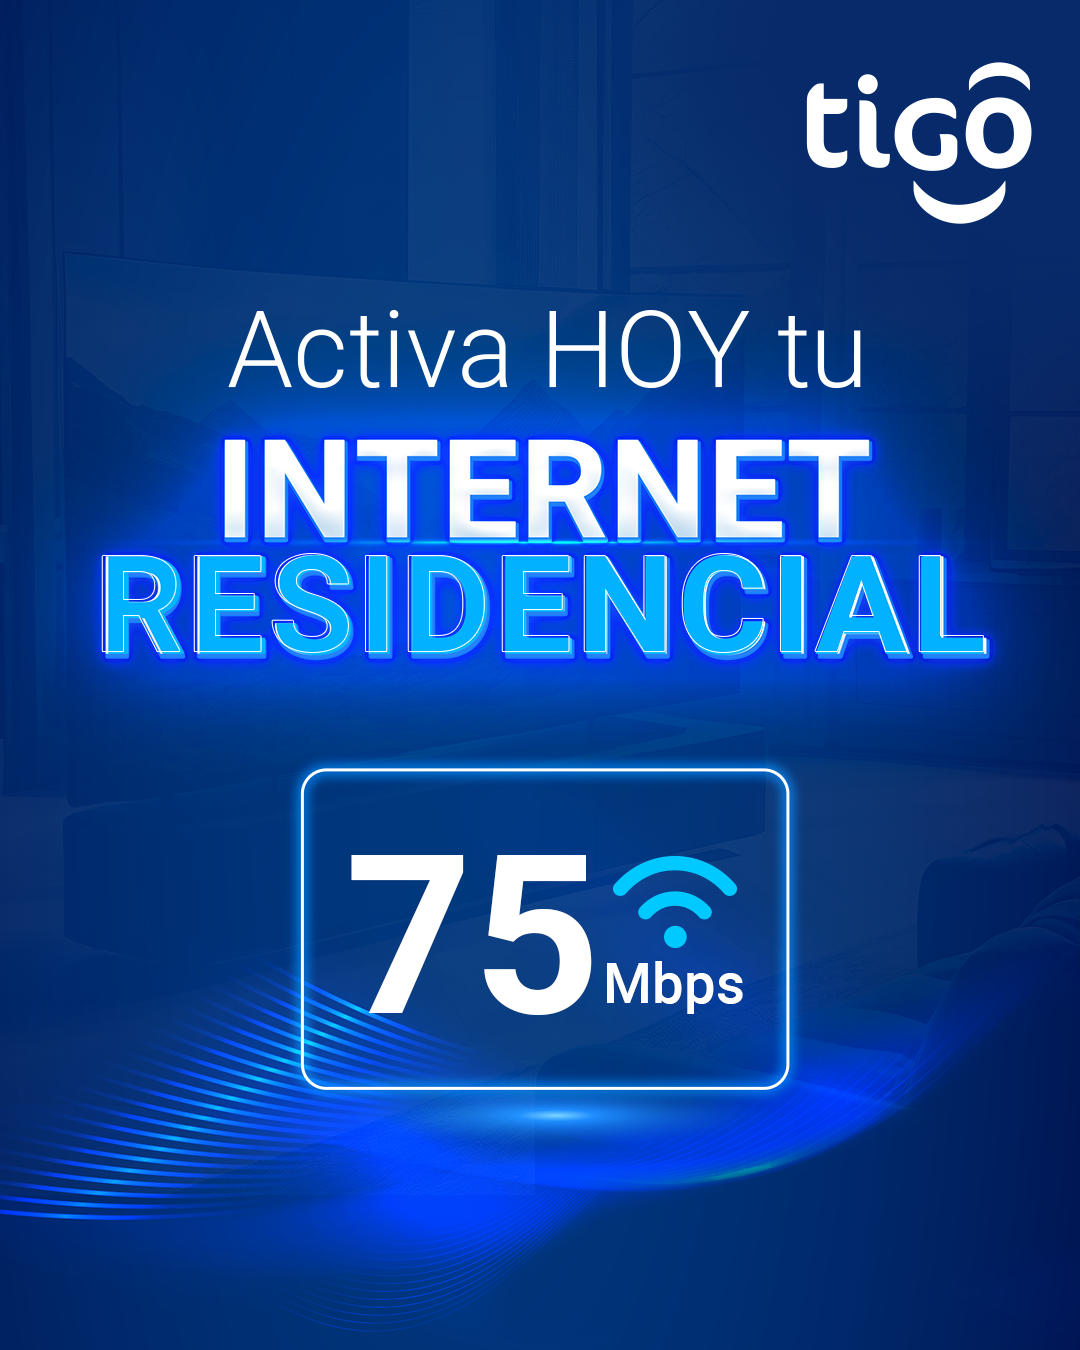 tigo
Activa HOY tu
INTERNET
RESIDENCIAL
75
Mbps